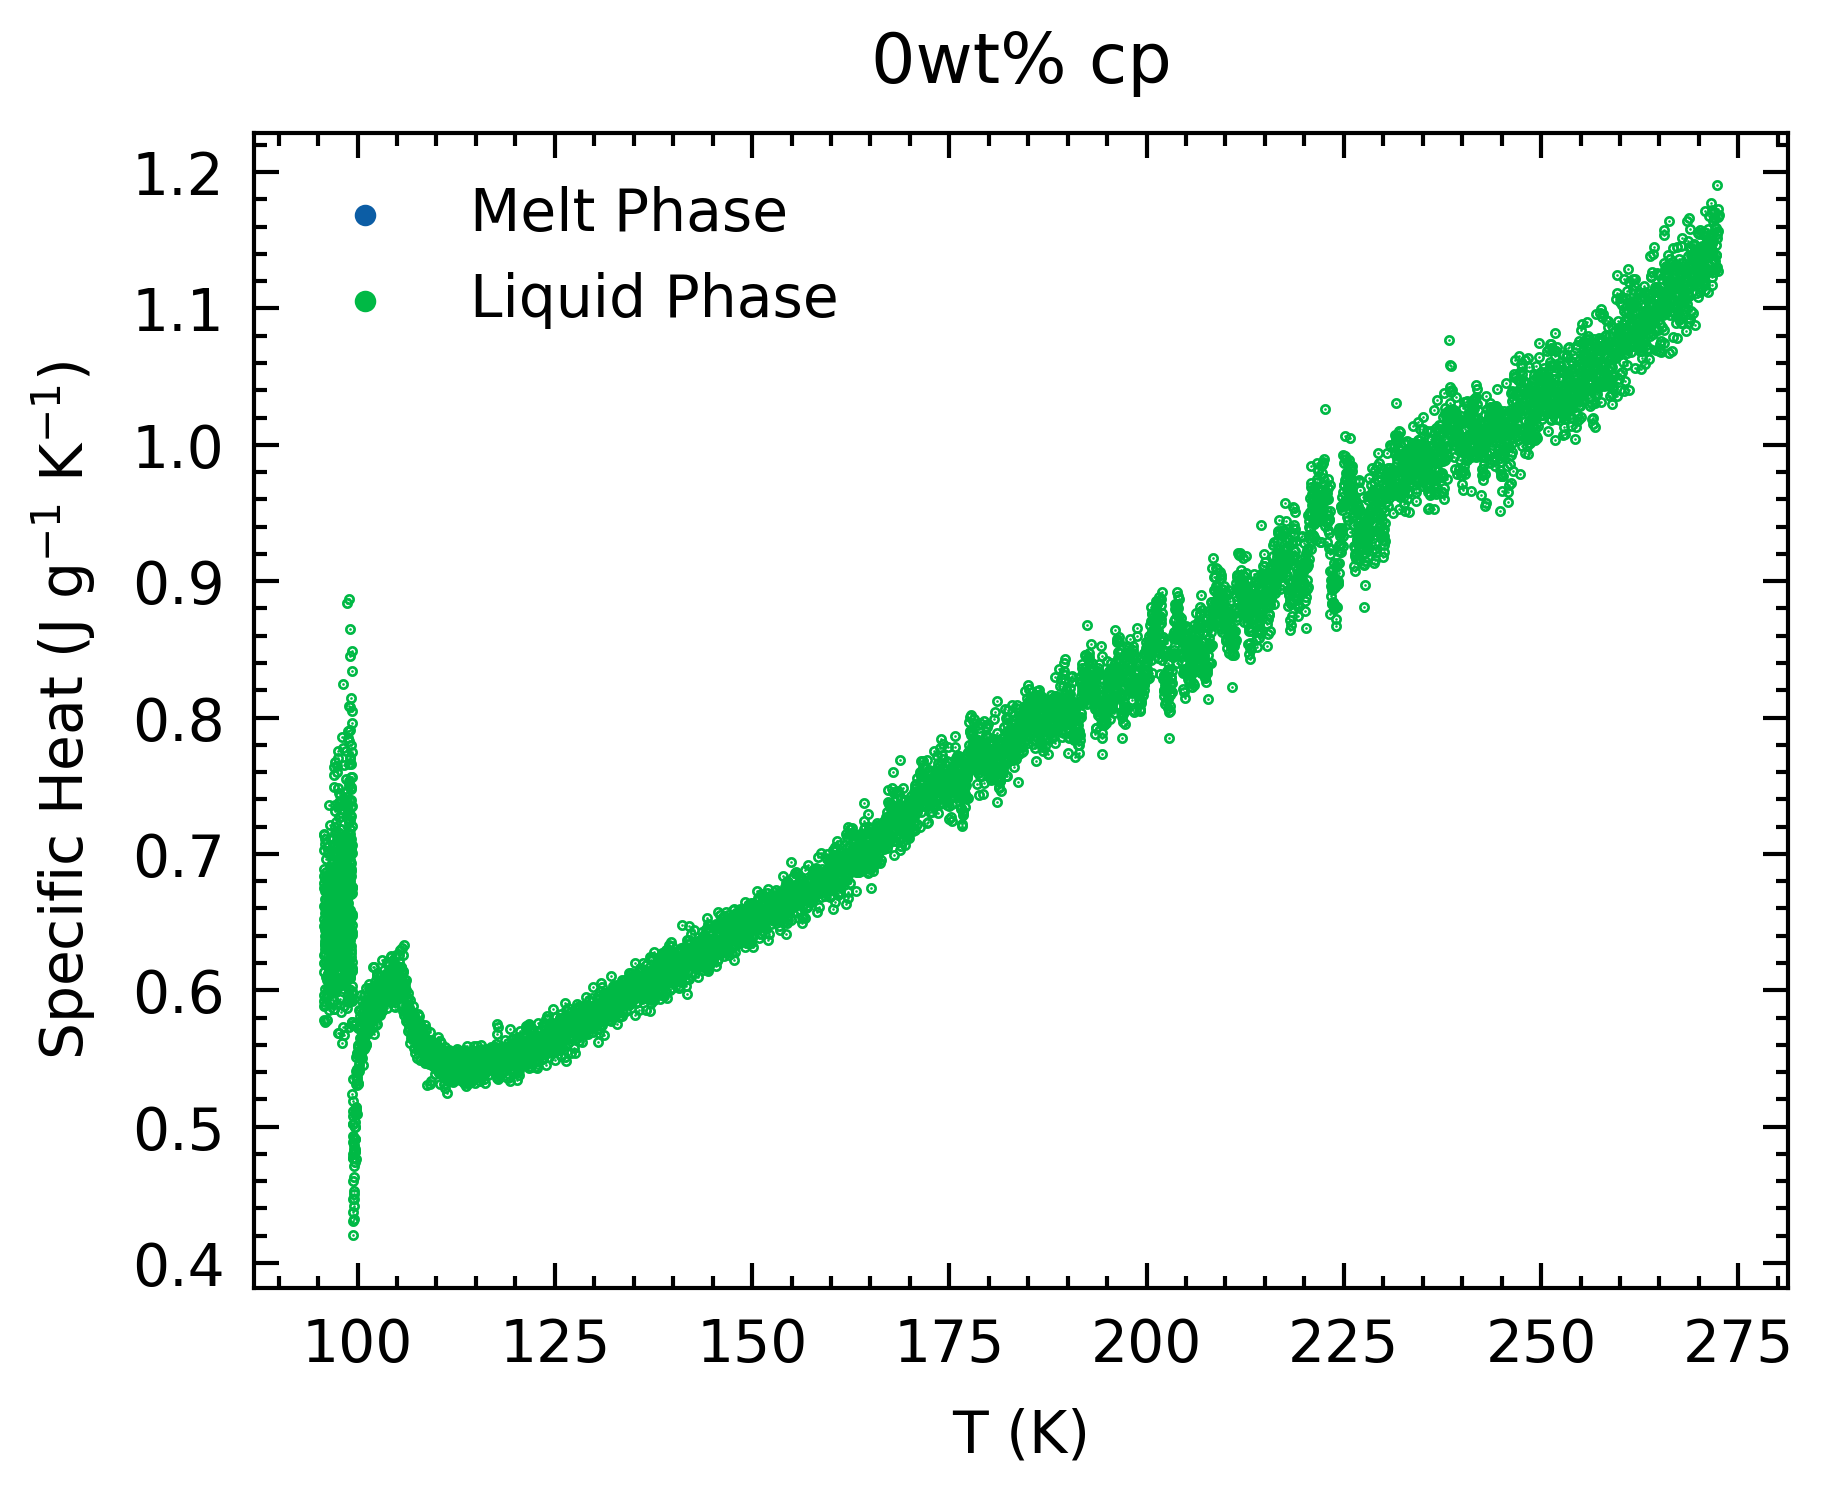 0wt% cp
Melt Phase
Liquid Phase
Specific Heat (J g⁻¹ K⁻¹)
1.2
1.1
1.0
0.9
0.8
0.7
0.6
0.5
0.4
100 125 150 175 200 225 250 275
T (K)